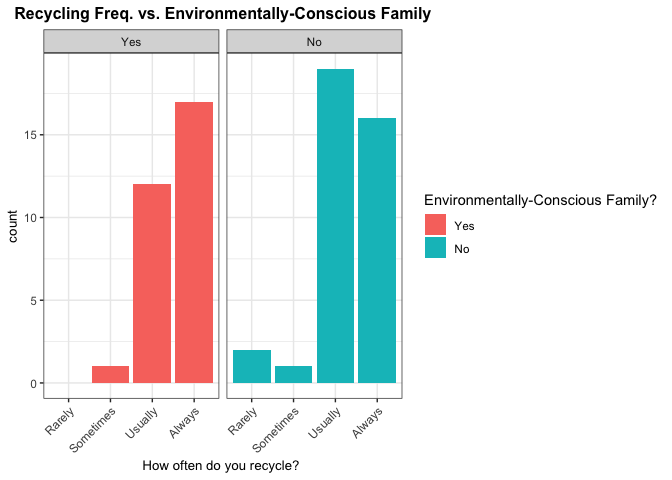 Recycling Freq. vs. Environmentally-Conscious Family
Yes
No
count
15
10
5
0
Rarely
Sometimes
Usually
Always
Rarely
Sometimes
Usually
Always
How often do you recycle?
Environmentally-Conscious Family?
Yes
No